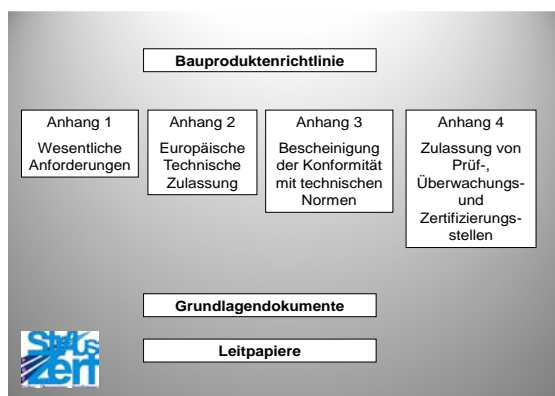 Bauproduktenrichtlinie
Anhang 1
Wesentliche
Anforderungen
Anhang 2
Europäische
Technische
Zulassung
Anhang 3
Bescheinigung
der Konformität
mit technischen
Normen
Anhang 4
Zulassung von
Prüf-,
Überwachungs-
und
Zertifizierungs-
stellen
Grundlagendokumente
Leitpapiere
Zert